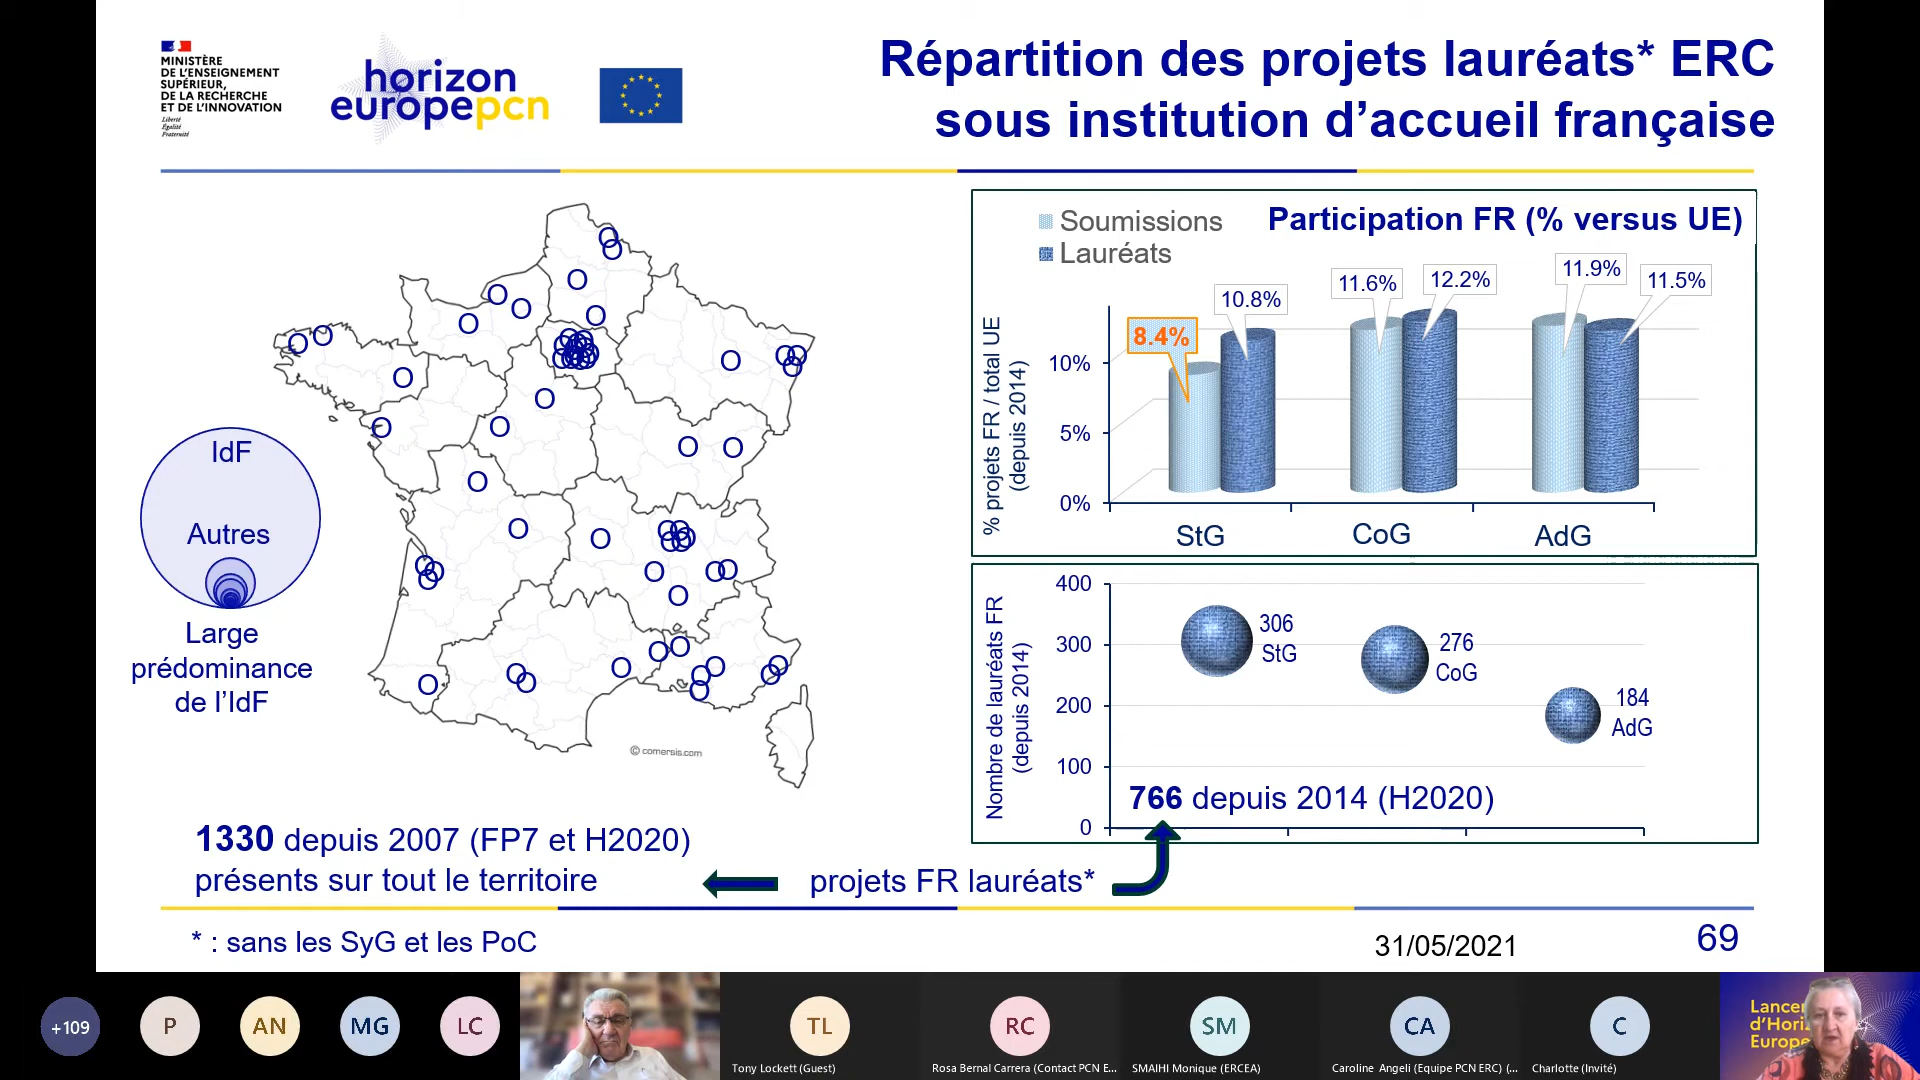 MINISTÈRE
DE L'ENSEIGNEMENT
SUPÉRIEUR,
DE LA RECHERCHE
ET DE L'INNOVATION
Liberté
Égalité
Fraternité
horizon
europepcn
Répartition des projets lauréats* ERC
sous institution d’accueil française
IdF
Autres
Large
prédominance
de l’IdF
© comersis.com
Soumissions
Lauréats
Participation FR (% versus UE)
% projets FR / total UE
(depuis 2014)
10%
5%
0%
8.4%
10.8%
11.6%
12.2%
11.9%
11.5%
StG
CoG
AdG
Nombre de lauréats FR
(depuis 2014)
400
300
200
100
0
306
StG
276
CoG
184
AdG
766 depuis 2014 (H2020)
1330 depuis 2007 (FP7 et H2020)
présents sur tout le territoire
projets FR lauréats*
* : sans les SyG et les PoC
31/05/2021
69
+109
P
AN
MG
LC
TL
Tony Lockett (Guest)
RC
Rosa Bernal Carrera (Contact PCN E...
SM
SMAIHI Monique (ERCEA)
CA
Caroline Angeli (Equipe PCN ERC) (...
C
Charlotte (Invité)
Lancer
d'Hori
Europe